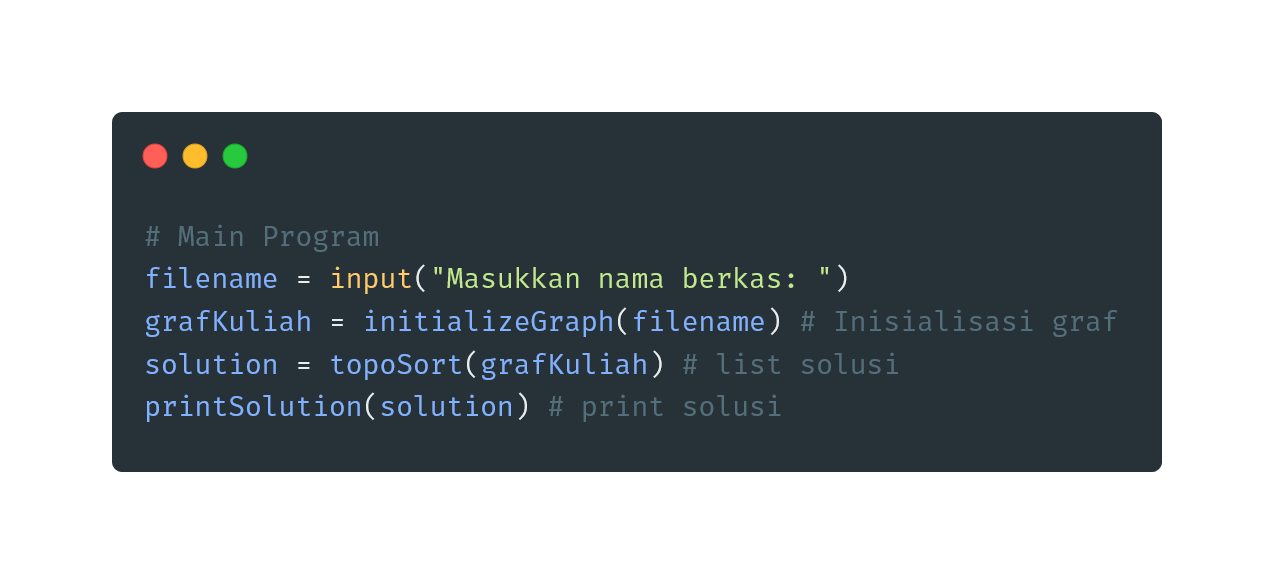 # Main Program
filename = input("Masukkan nama berkas: ")
grafKuliah = initializeGraph(filename) # Inisialisasi graf
solution = topoSort(grafKuliah) # list solusi
printSolution(solution) # print solusi